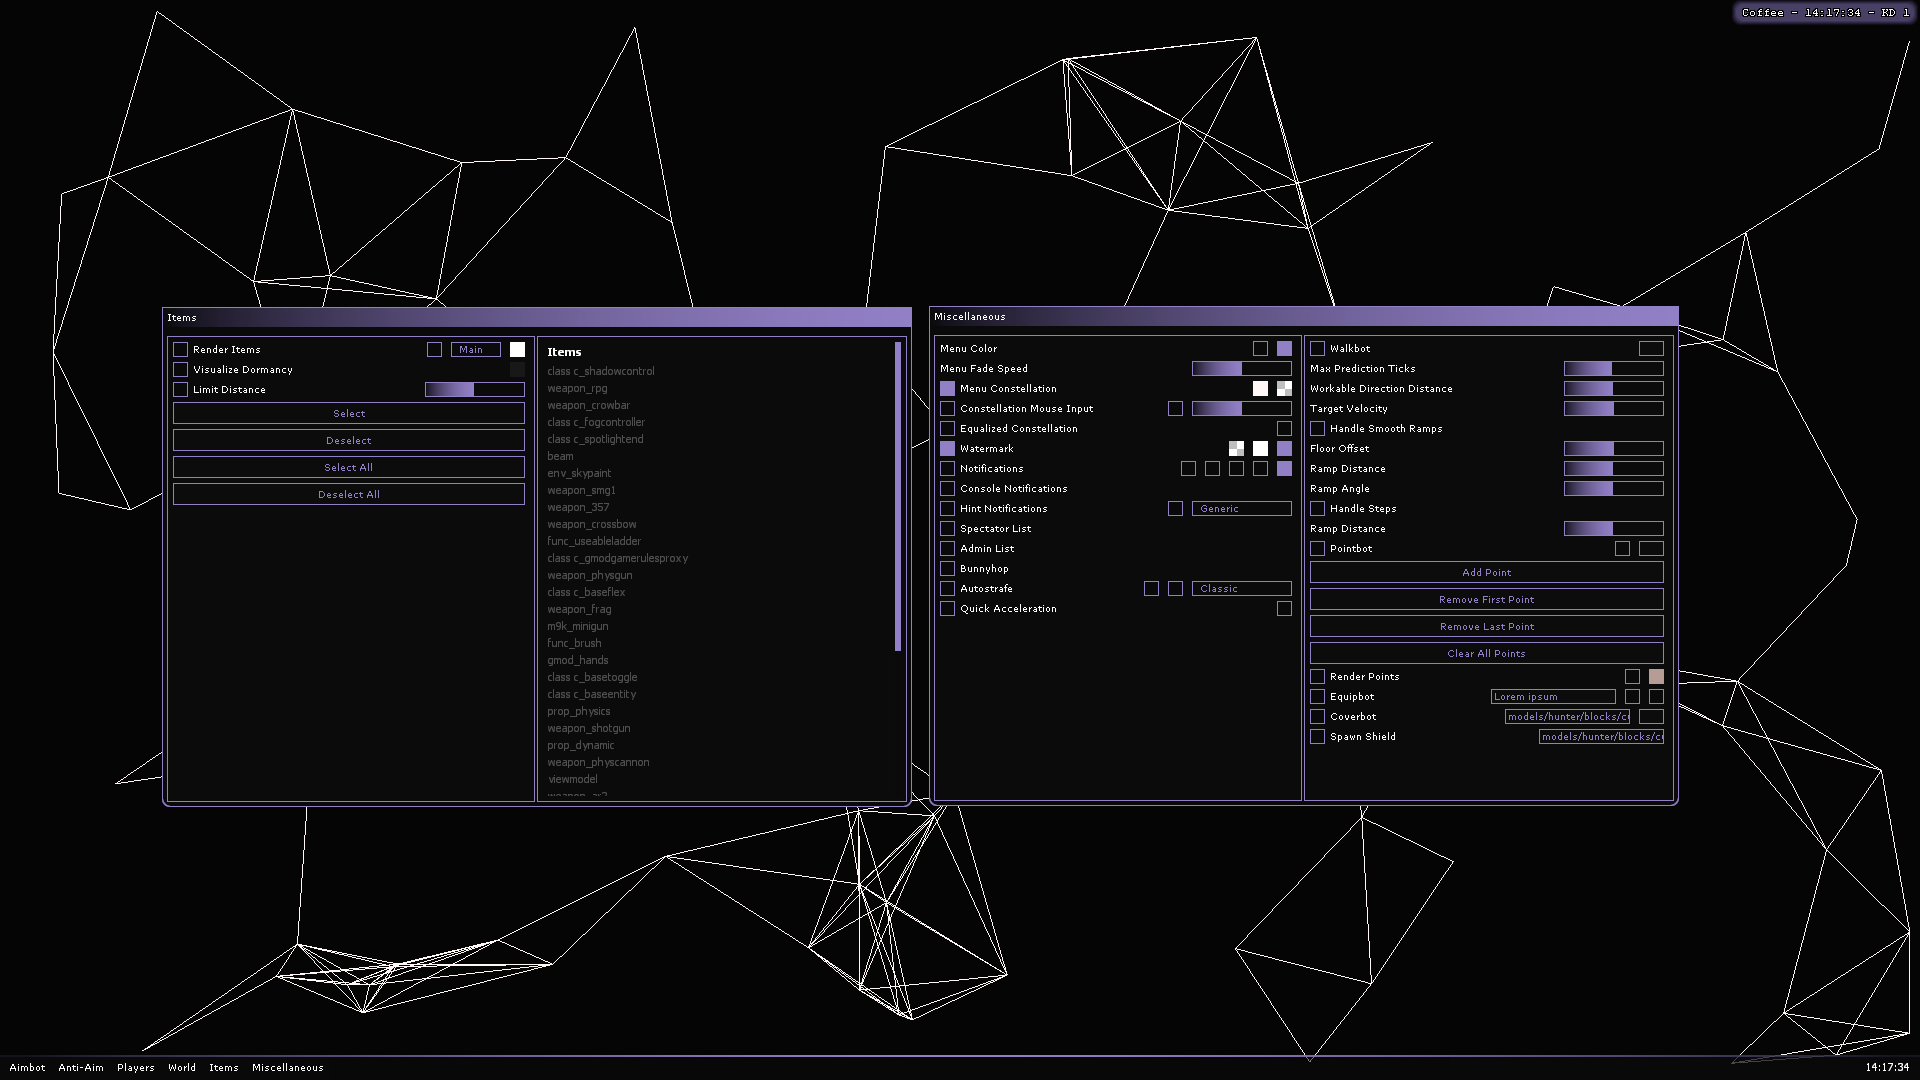 Coffee - 14:17:34 - KD 1
Items
Render Items
Main
Visualize Dormancy
Limit Distance
Select
Deselect
Select All
Deselect All
Items
class c_shadowcontrol
weapon_rpg
weapon_crowbar
class c_fogcontroller
class c_spotlightend
beam
env_skypaint
weapon_smg1
weapon_357
weapon_crossbow
func_useableladder
class c_gmodgamerulesproxy
weapon_physgun
class c_baseflex
weapon_frag
m9k_minigun
func_brush
gmod_hands
class c_basetoggle
class c_baseentity
prop_physics
weapon_shotgun
prop_dynamic
weapon_physcannon
viewmodel
weapon_ar2
Miscellaneous
Menu Color
Menu Fade Speed
Menu Constellation
Constellation Mouse Input
Equalized Constellation
Watermark
Notifications
Console Notifications
Hint Notifications
Generic
Spectator List
Admin List
Bunnyhop
Autostrafe
Classic
Quick Acceleration
Walkbot
Max Prediction Ticks
Workable Direction Distance
Target Velocity
Handle Smooth Ramps
Floor Offset
Ramp Distance
Ramp Angle
Handle Steps
Ramp Distance
Pointbot
Add Point
Remove First Point
Remove Last Point
Clear All Points
Render Points
Equipbot
Lorem ipsum
Coverbot
models/hunter/blocks/c
Spawn Shield
models/hunter/blocks/c
Aimbot Anti-Aim Players World Items Miscellaneous
14:17:34